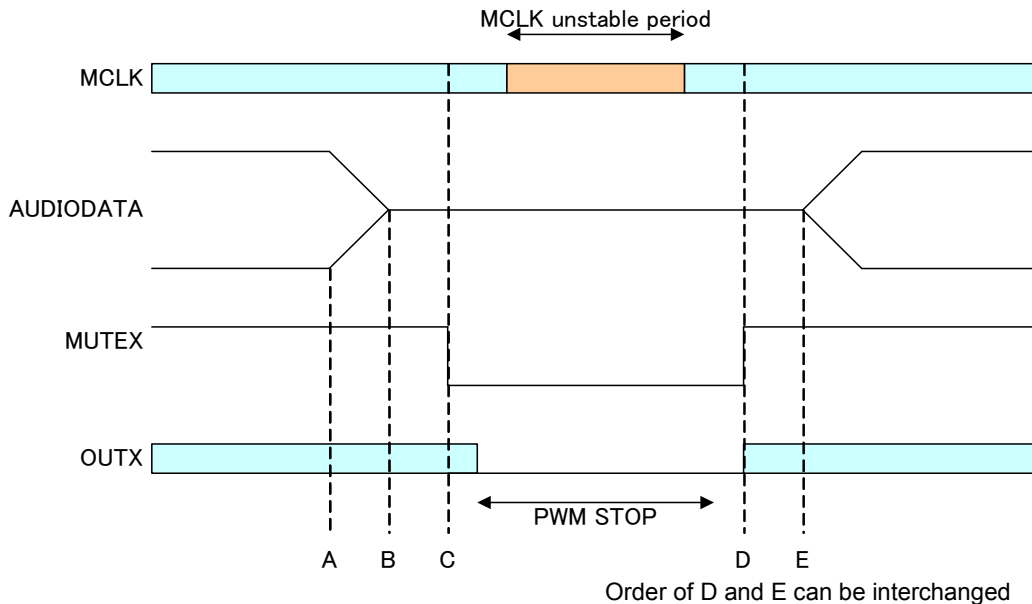 MCLK unstable period
MCLK
AUDIODATA
MUTEX
OUTX
PWM STOP
A B C D E
Order of D and E can be interchanged